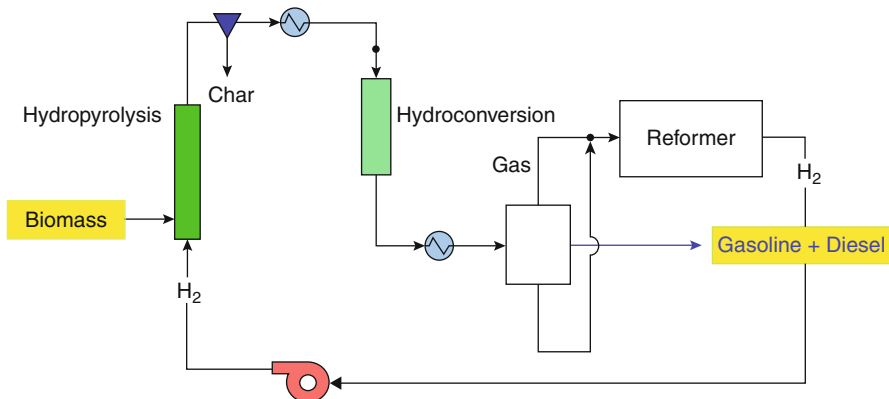 Char
Hydropyrolysis
Hydroconversion
Gas
Reformer
H₂
Biomass
Gasoline + Diesel
H₂